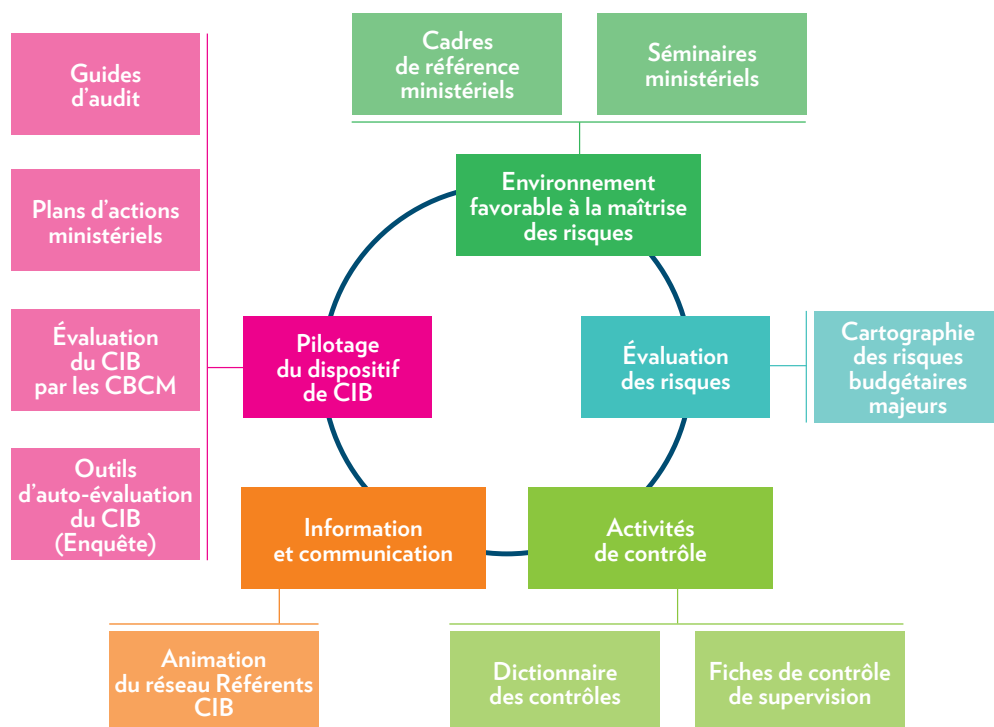 Cadres
de référence
ministériels
Séminaires
ministériels
Guides
d'audit
Plans d'actions
ministériels
Évaluation
du CIB
par les CBCM
Outils
d'auto-évaluation
du CIB
(Enquête)
Environnement
favorable à la maîtrise
des risques
Pilotage
du dispositif
de CIB
Évaluation
des risques
Cartographie
des risques
budgétaires
majeurs
Information
et communication
Activités
de contrôle
Animation
du réseau Référents
CIB
Dictionnaire
des contrôles
Fiches de contrôle
de supervision